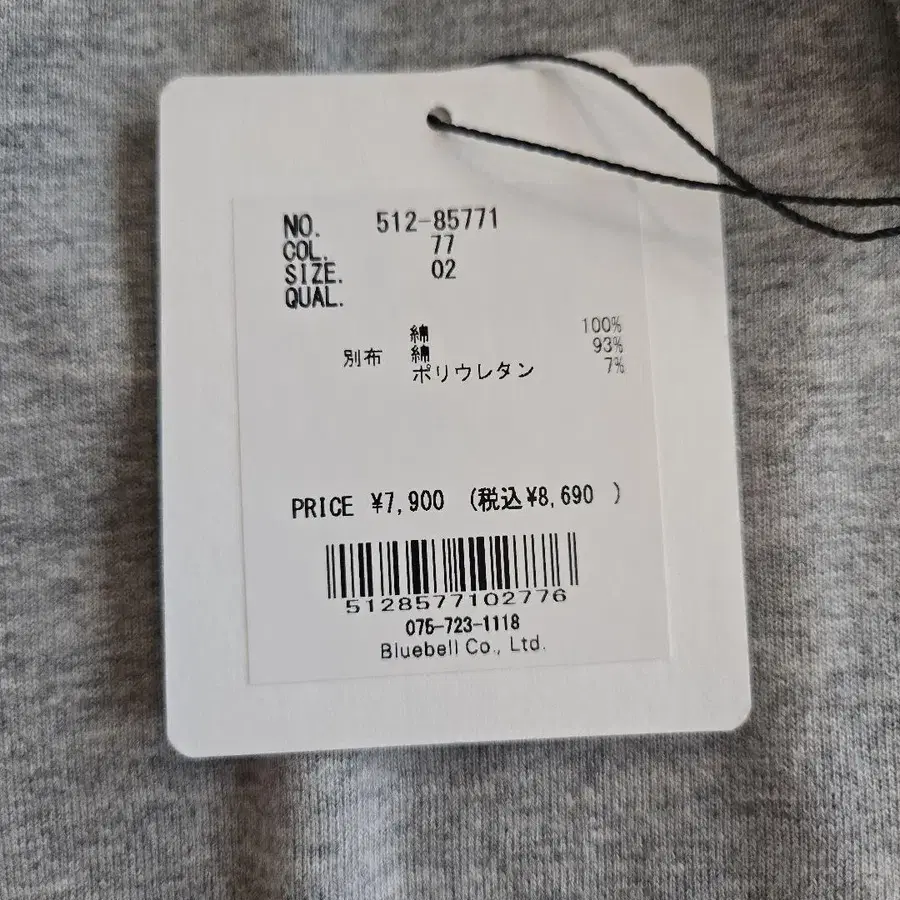 NO. 512-85771
COL. 77
SIZE. 02
QUAL.
綿 100%
別布 綿 93%
ポリウレタン 7%
PRICE ¥7,900 (税込¥8,690 )
5128577102776
075-723-1118
Bluebell Co., Ltd.